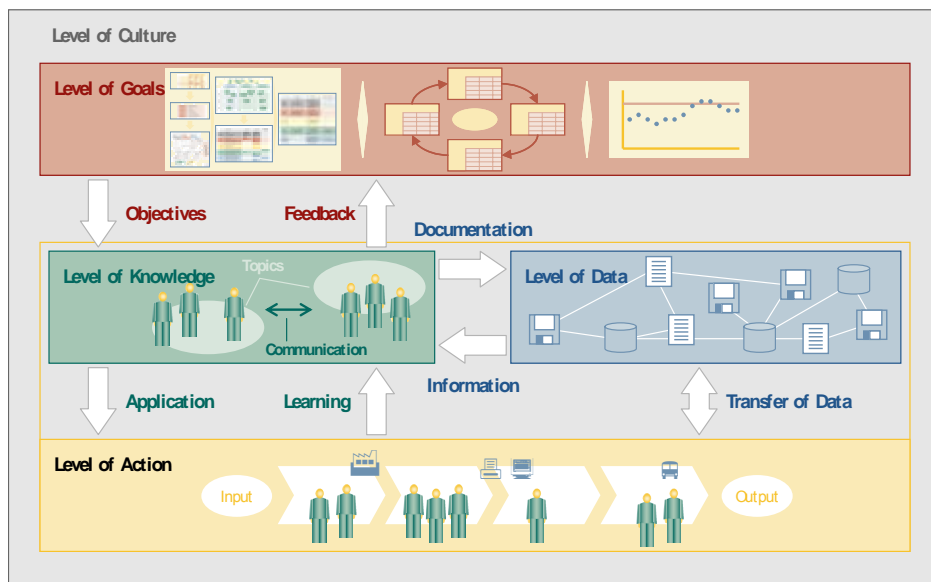 Level of Culture
Level of Goals
Objectives
Feedback
Documentation
Level of Knowledge
Topics
Communication
Level of Data
Information
Application
Learning
Transfer of Data
Level of Action
Input
Output